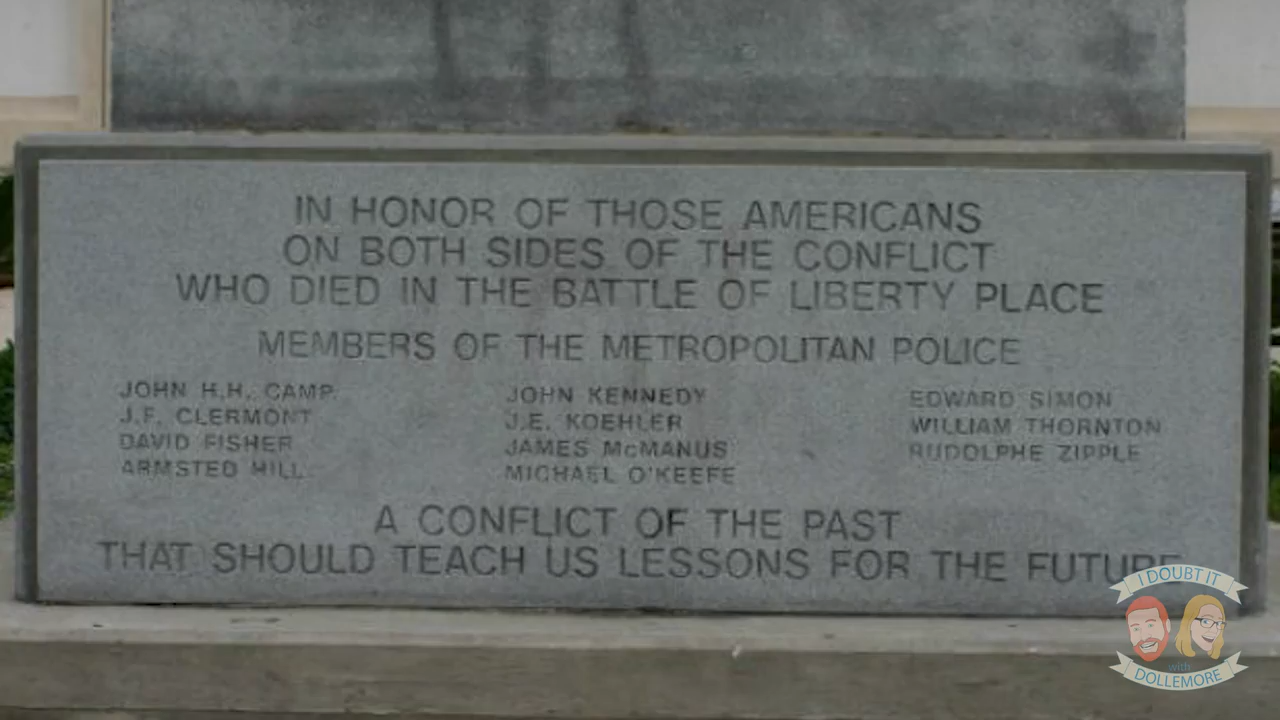 IN HONOR OF THOSE AMERICANS
ON BOTH SIDES OF THE CONFLICT
WHO DIED IN THE BATTLE OF LIBERTY PLACE
MEMBERS OF THE METROPOLITAN POLICE
JOHN H.H. CAMP
J.F. CLERMONT
DAVID FISHER
ARMSTED HILL
JOHN KENNEDY
J.E. KOEHLER
JAMES McMANUS
MICHAEL O'KEEFE
EDWARD SIMON
WILLIAM THORNTON
RUDOLPHE ZIPPLE
A CONFLICT OF THE PAST
THAT SHOULD TEACH US LESSONS FOR THE FUTURE
I DOUBT IT
with
DOLLEMORE